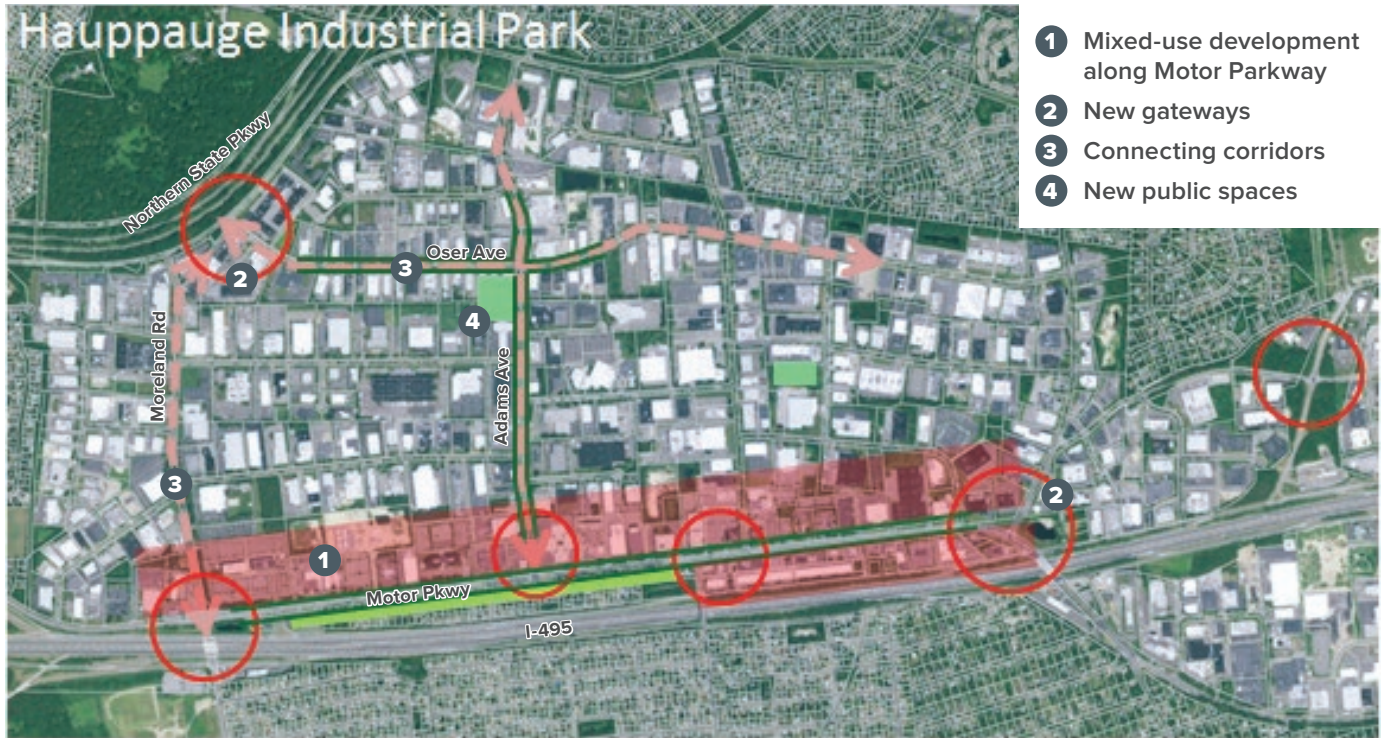 Hauppauge Industrial Park
1 Mixed-use development
along Motor Parkway
2 New gateways
3 Connecting corridors
4 New public spaces
Northern State Pkwy
2
Oser Ave
3
4
Moreland Rd
Adams Ave
3
2
1
Motor Pkwy
I-495